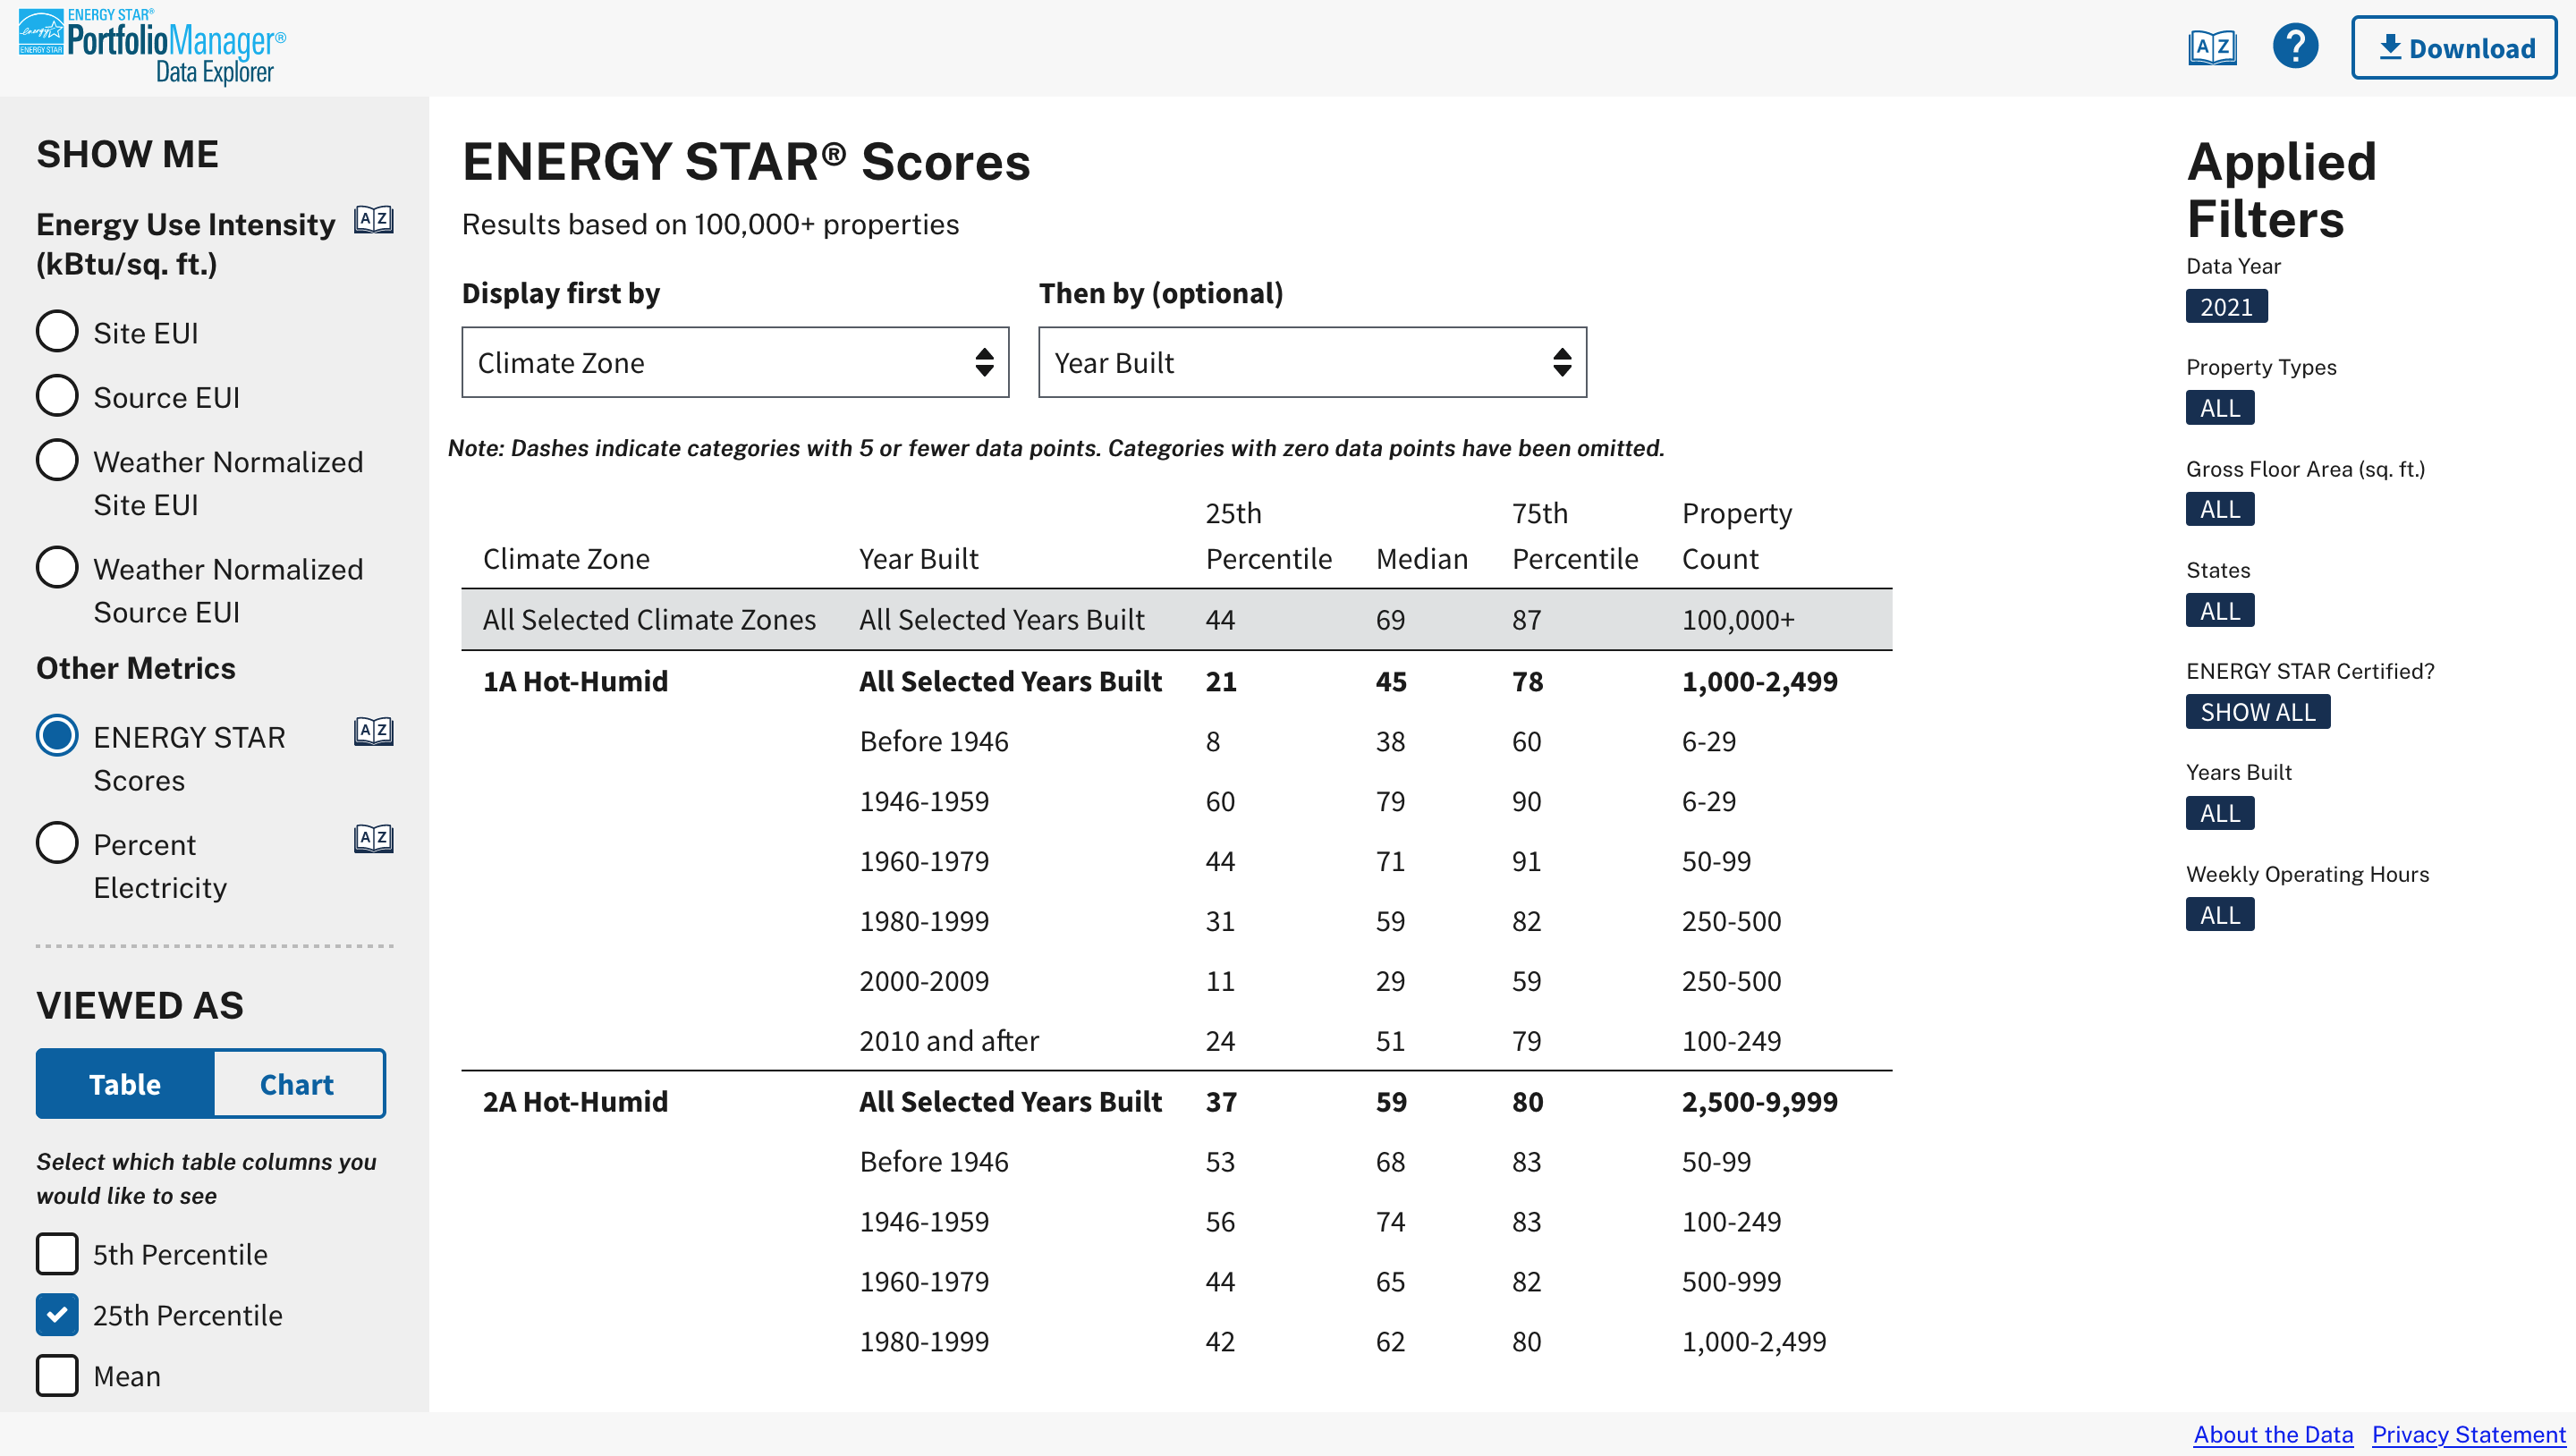 ENERGY STAR®
PortfolioManager®
Data Explorer
ENERGY STAR
A Z
?
Download
SHOW ME
Energy Use Intensity
(kBtu/sq. ft.)
A Z
Site EUI
Source EUI
Weather Normalized
Site EUI
Weather Normalized
Source EUI
Other Metrics
ENERGY STAR
Scores
A Z
Percent
Electricity
A Z
VIEWED AS
Table Chart
Select which table columns you
would like to see
5th Percentile
25th Percentile
Mean
ENERGY STAR® Scores
Results based on 100,000+ properties
Display first by Then by (optional)
Climate Zone Year Built
Note: Dashes indicate categories with 5 or fewer data points. Categories with zero data points have been omitted.
Climate Zone Year Built 25th Percentile Median 75th Percentile Property Count
All Selected Climate Zones All Selected Years Built 44 69 87 100,000+
1A Hot-Humid All Selected Years Built 21 45 78 1,000-2,499
Before 1946 8 38 60 6-29
1946-1959 60 79 90 6-29
1960-1979 44 71 91 50-99
1980-1999 31 59 82 250-500
2000-2009 11 29 59 250-500
2010 and after 24 51 79 100-249
2A Hot-Humid All Selected Years Built 37 59 80 2,500-9,999
Before 1946 53 68 83 50-99
1946-1959 56 74 83 100-249
1960-1979 44 65 82 500-999
1980-1999 42 62 80 1,000-2,499
Applied
Filters
Data Year
2021
Property Types
ALL
Gross Floor Area (sq. ft.)
ALL
States
ALL
ENERGY STAR Certified?
SHOW ALL
Years Built
ALL
Weekly Operating Hours
ALL
About the Data Privacy Statement